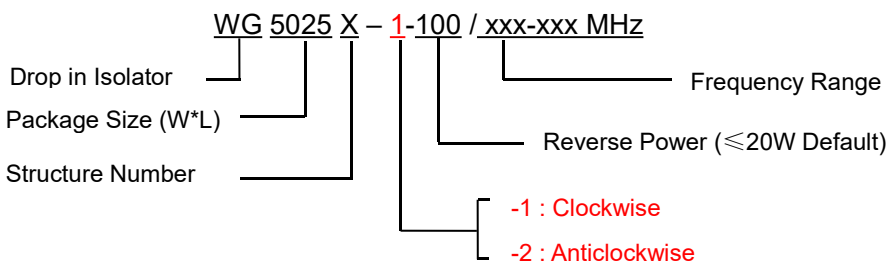 WG 5025 X – 1-100 / xxx-xxx MHz
Drop in Isolator
Frequency Range
Package Size (W*L)
Reverse Power (≤20W Default)
Structure Number
-1 : Clockwise
-2 : Anticlockwise